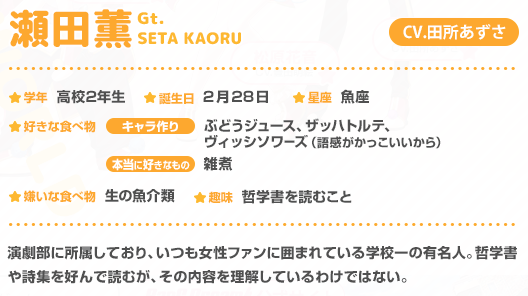 瀬田薫 Gt. SETA KAORU CV.田所あずさ
学年 高校2年生 誕生日 2月28日 星座 魚座
好きな食べ物 キャラ作り ぶどうジュース、ザッハトルテ、
ヴィッシソワーズ（語感がかっこいいから）
本当に好きなもの 雑煮
嫌いな食べ物 生の魚介類 趣味 哲学書を読むこと
演劇部に所属しており、いつも女性ファンに囲まれている学校一の有名人。哲学書
や詩集を好んで読むが、その内容を理解しているわけではない。